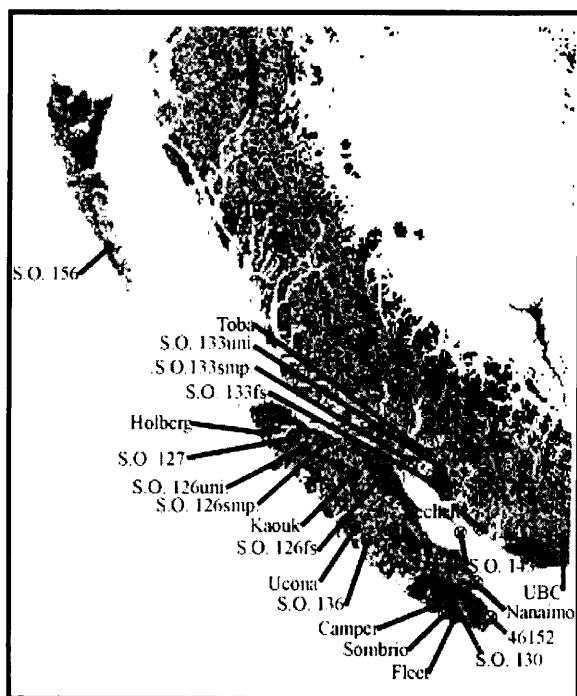 S.O. 156
Toba
S.O. 133uni
.S.O.133smp
S.O. 133fs
Holberg
S.O. 127
S.O. 126uni.
S.O. 126smp.
Kaouk
S.O. 126fs
Ucona
S.O. 136
Camper
Sombrio
Fleet
UBC
Nanaimo
46152
S.O. 130